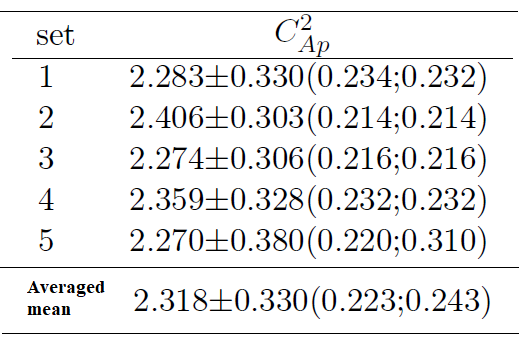 set C²_Ap
1 2.283±0.330(0.234;0.232)
2 2.406±0.303(0.214;0.214)
3 2.274±0.306(0.216;0.216)
4 2.359±0.328(0.232;0.232)
5 2.270±0.380(0.220;0.310)
Averaged
mean 2.318±0.330(0.223;0.243)